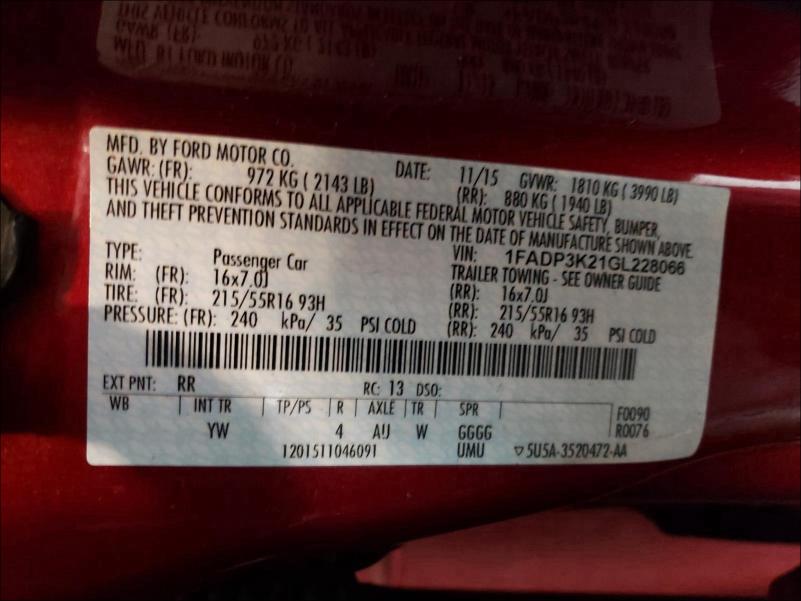 MFD. BY FORD MOTOR CO. DATE: 11/15 GVWR: 1810 KG ( 3990 LB)
GAWR: (FR): 972 KG ( 2143 LB) (RR): 880 KG ( 1940 LB)
THIS VEHICLE CONFORMS TO ALL APPLICABLE FEDERAL MOTOR VEHICLE SAFETY, BUMPER,
AND THEFT PREVENTION STANDARDS IN EFFECT ON THE DATE OF MANUFACTURE SHOWN ABOVE.
TYPE: Passenger Car VIN: 1FADP3K21GL228066
TRAILER TOWING - SEE OWNER GUIDE
RIM: (FR): 16x7.0J (RR): 16x7.0J
TIRE: (FR): 215/55R16 93H (RR): 215/55R16 93H
PRESSURE: (FR): 240 kPa/ 35 PSI COLD (RR): 240 kPa/ 35 PSI COLD
EXT PNT: RR RC: 13 DSO:
WB INT TR TP/PS R AXLE TR SPR F0090
YW 4 AU W GGGG R0076
1201511046091 UMU ▽5U5A-3520472-AA